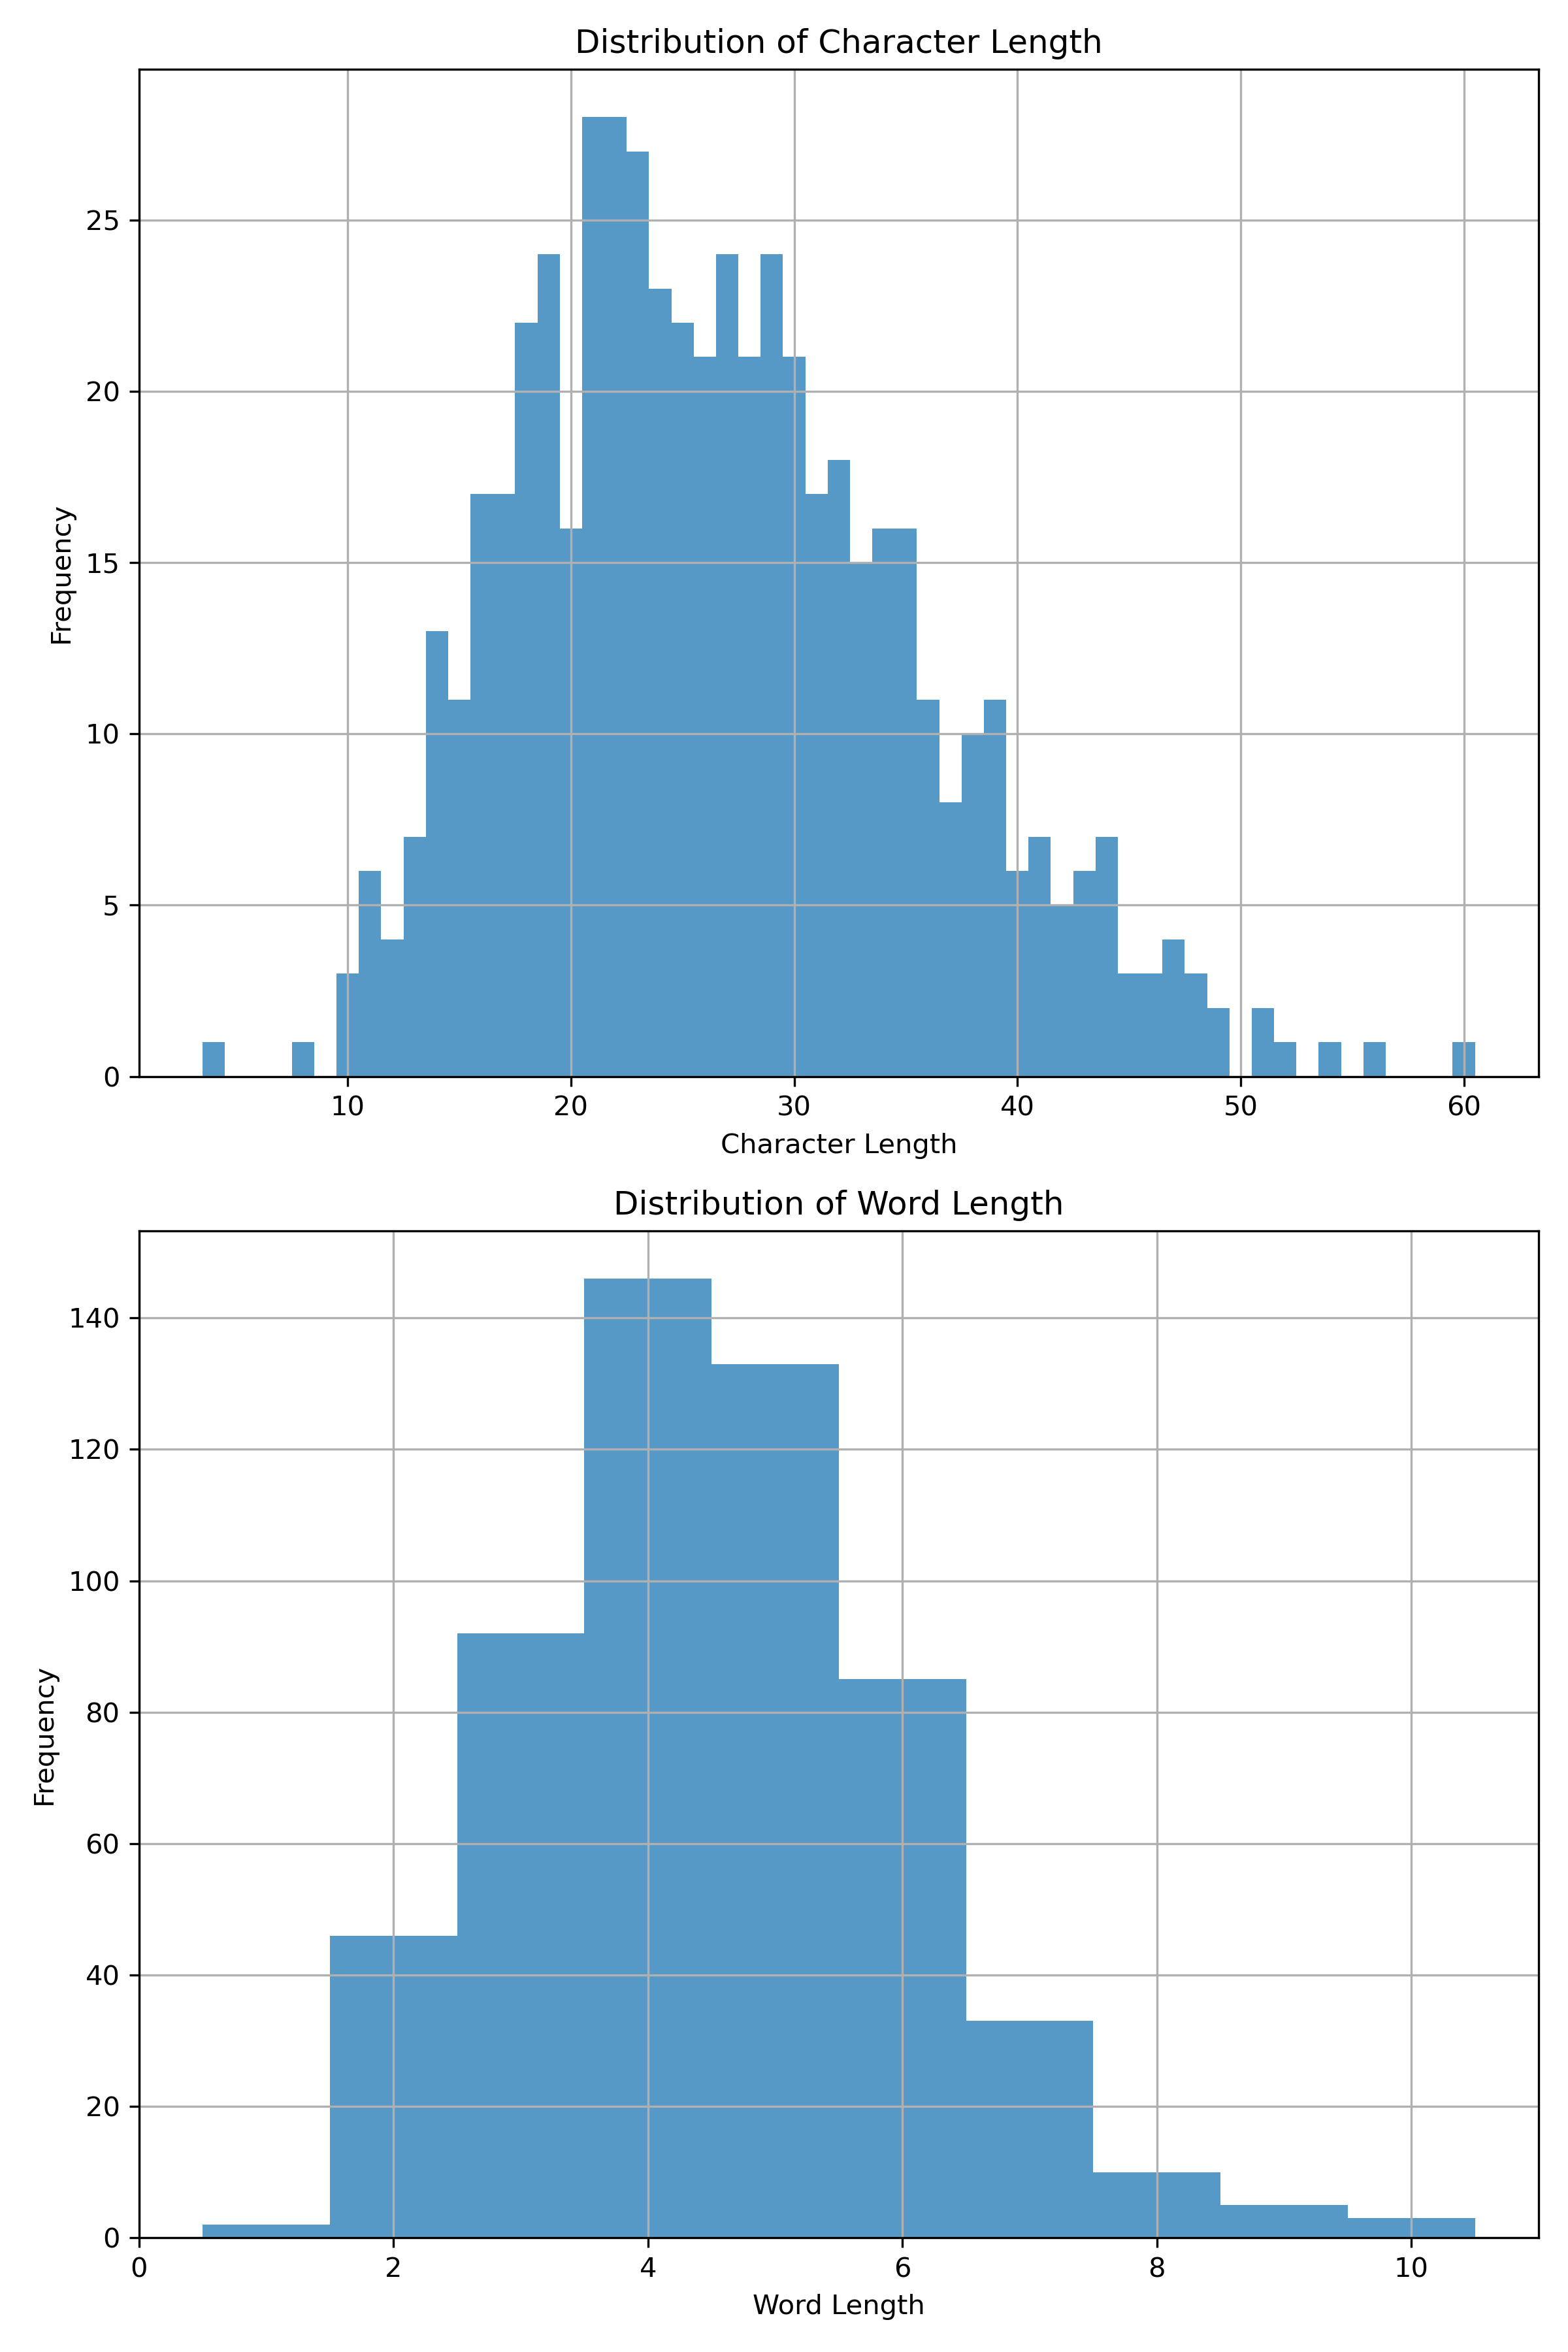 Distribution of Character Length
25
20
15
10
5
0
Frequency
10 20 30 40 50 60
Character Length
Distribution of Word Length
140
120
100
80
60
40
20
0
Frequency
0 2 4 6 8 10
Word Length